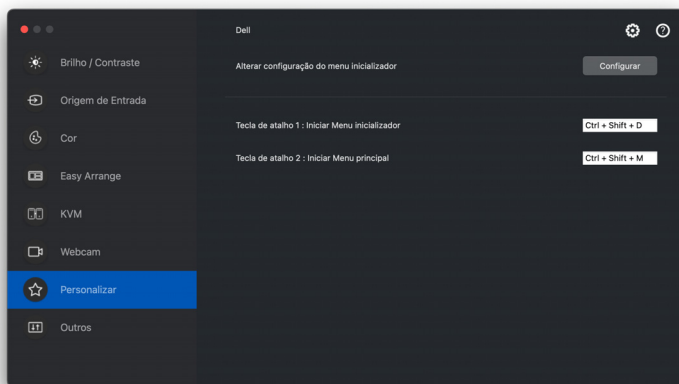 Dell
Brilho / Contraste
Origem de Entrada
Cor
Easy Arrange
KVM
Webcam
Personalizar
Outros
Alterar configuração do menu inicializador
Configurar
Tecla de atalho 1 : Iniciar Menu inicializador
Ctrl + Shift + D
Tecla de atalho 2 : Iniciar Menu principal
Ctrl + Shift + M